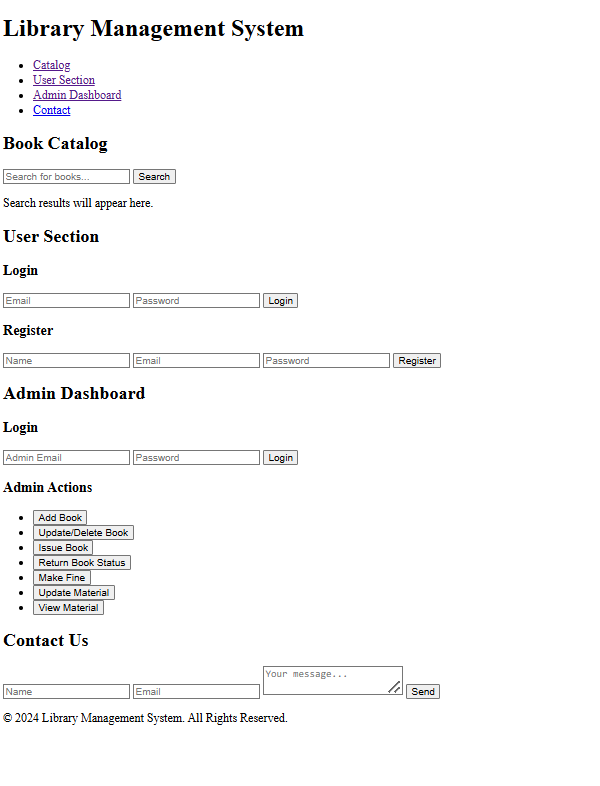 Library Management System
Catalog
User Section
Admin Dashboard
Contact
Book Catalog
Search for books... Search
Search results will appear here.
User Section
Login
Email Password Login
Register
Name Email Password Register
Admin Dashboard
Login
Admin Email Password Login
Admin Actions
Add Book
Update/Delete Book
Issue Book
Return Book Status
Make Fine
Update Material
View Material
Contact Us
Name Email Your message... Send
© 2024 Library Management System. All Rights Reserved.